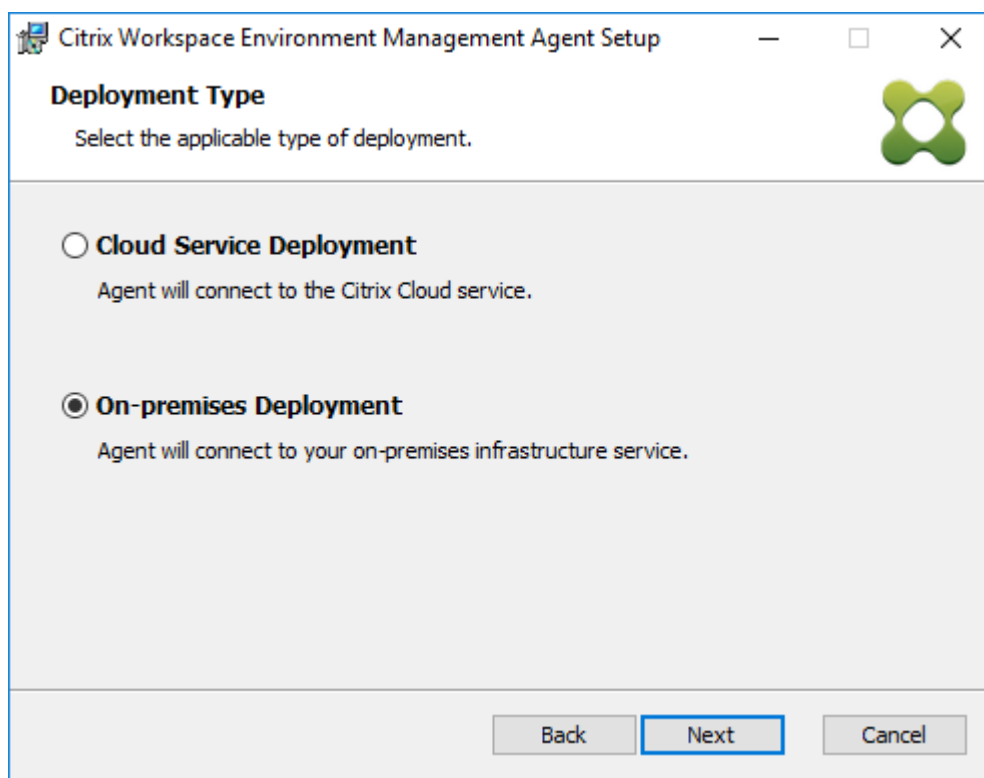 Citrix Workspace Environment Management Agent Setup
Deployment Type
Select the applicable type of deployment.
Cloud Service Deployment
Agent will connect to the Citrix Cloud service.
On-premises Deployment
Agent will connect to your on-premises infrastructure service.
Back Next Cancel